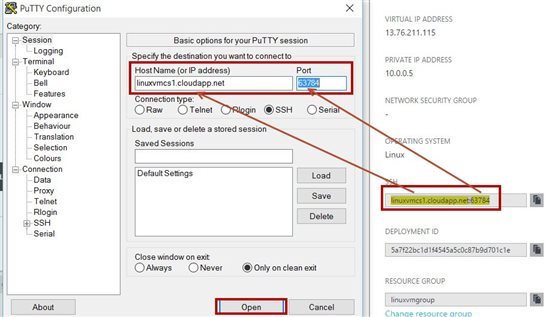 PuTTY Configuration
Category:
Session
Logging
Terminal
Keyboard
Bell
Features
Window
Appearance
Behaviour
Translation
Selection
Colours
Connection
Data
Proxy
Telnet
Rlogin
SSH
Serial
Basic options for your PuTTY session
Specify the destination you want to connect to
Host Name (or IP address) Port
linuxvmcs1.cloudapp.net 63784
Connection type:
Raw Telnet Rlogin SSH Serial
Load, save or delete a stored session
Saved Sessions
Default Settings
Load
Save
Delete
Close window on exit:
Always Never Only on clean exit
About Open Cancel
VIRTUAL IP ADDRESS
13.76.211.115
PRIVATE IP ADDRESS
10.0.0.5
NETWORK SECURITY GROUP
-
OPERATING SYSTEM
Linux
SSH
linuxvmcs1.cloudapp.net:63784
DEPLOYMENT ID
5a7f22bc1d1f4545a5c0c87b9d701c1e
RESOURCE GROUP
linuxvmgroup
Change resource group